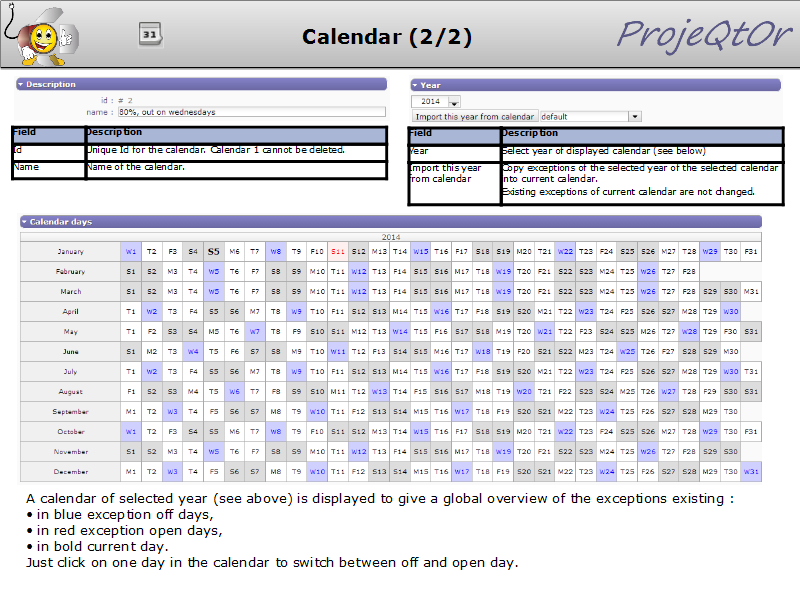 31
Calendar (2/2)
ProjeQtOr
Description
id : # 2
name : 80%, out on wednesdays
Field Description
Id Unique Id for the calendar. Calendar 1 cannot be deleted.
Name Name of the calendar.
Year
2014
Import this year from calendar default
Field Description
Year Select year of displayed calendar (see below)
Import this year Copy exceptions of the selected year of the selected calendar
from calendar into current calendar.
Existing exceptions of current calendar are not changed.
Calendar days
2014
January W1 T2 F3 S4 S5 M6 T7 W8 T9 F10 S11 S12 M13 T14 W15 T16 F17 S18 S19 M20 T21 W22 T23 F24 S25 S26 M27 T28 W29 T30 F31
February S1 S2 M3 T4 W5 T6 F7 S8 S9 M10 T11 W12 T13 F14 S15 S16 M17 T18 W19 T20 F21 S22 S23 M24 T25 W26 T27 F28
March S1 S2 M3 T4 W5 T6 F7 S8 S9 M10 T11 W12 T13 F14 S15 S16 M17 T18 W19 T20 F21 S22 S23 M24 T25 W26 T27 F28 S29 S30 M31
April T1 W2 T3 F4 S5 S6 M7 T8 W9 T10 F11 S12 S13 M14 T15 W16 T17 F18 S19 S20 M21 T22 W23 T24 F25 S26 S27 M28 T29 W30
May T1 F2 S3 S4 M5 T6 W7 T8 F9 S10 S11 M12 T13 W14 T15 F16 S17 S18 M19 T20 W21 T22 F23 S24 S25 M26 T27 W28 T29 F30 S31
June S1 M2 T3 W4 T5 F6 S7 S8 M9 T10 W11 T12 F13 S14 S15 M16 T17 W18 T19 F20 S21 S22 M23 T24 W25 T26 F27 S28 S29 M30
July T1 W2 T3 F4 S5 S6 M7 T8 W9 T10 F11 S12 S13 M14 T15 W16 T17 F18 S19 S20 M21 T22 W23 T24 F25 S26 S27 M28 T29 W30 T31
August F1 S2 S3 M4 T5 W6 T7 F8 S9 S10 M11 T12 W13 T14 F15 S16 S17 M18 T19 W20 T21 F22 S23 S24 M25 T26 W27 T28 F29 S30 S31
September M1 T2 W3 T4 F5 S6 S7 M8 T9 W10 T11 F12 S13 S14 M15 T16 W17 T18 F19 S20 S21 M22 T23 W24 T25 F26 S27 S28 M29 T30
October W1 T2 F3 S4 S5 M6 T7 W8 T9 F10 S11 S12 M13 T14 W15 T16 F17 S18 S19 M20 T21 W22 T23 F24 S25 S26 M27 T28 W29 T30 F31
November S1 S2 M3 T4 W5 T6 F7 S8 S9 M10 T11 W12 T13 F14 S15 S16 M17 T18 W19 T20 F21 S22 S23 M24 T25 W26 T27 F28 S29 S30
December M1 T2 W3 T4 F5 S6 S7 M8 T9 W10 T11 F12 S13 S14 M15 T16 W17 T18 F19 S20 S21 M22 T23 W24 T25 F26 S27 S28 M29 T30 W31
A calendar of selected year (see above) is displayed to give a global overview of the exceptions existing :
• in blue exception off days,
• in red exception open days,
• in bold current day.
Just click on one day in the calendar to switch between off and open day.